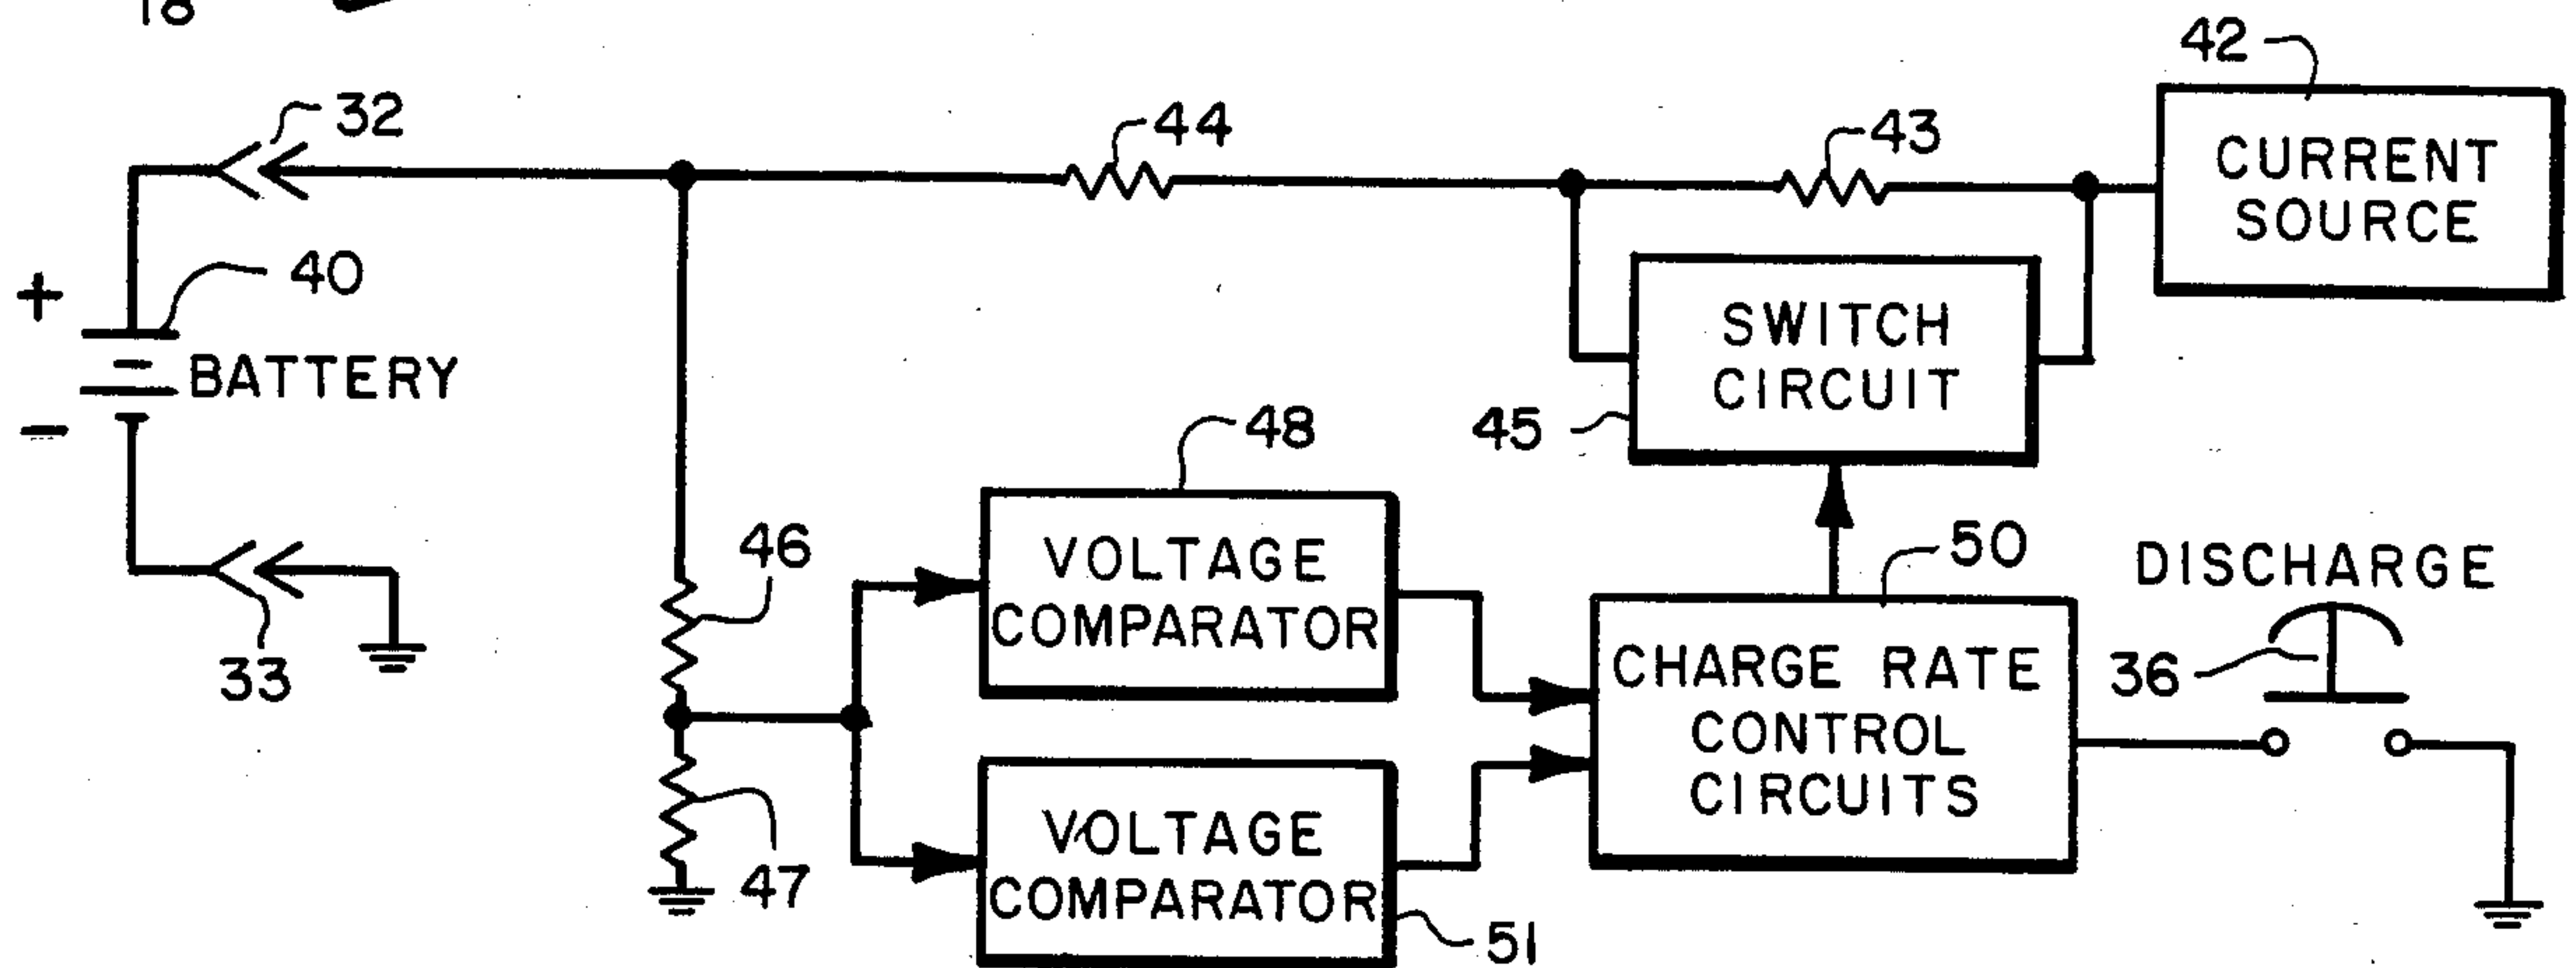 18
42
32
44
43
CURRENT
SOURCE
+
40
SWITCH
CIRCUIT
BATTERY
-
45
48
50
46
VOLTAGE
COMPARATOR
DISCHARGE
33
CHARGE RATE
CONTROL
CIRCUITS
36
47
VOLTAGE
COMPARATOR
51